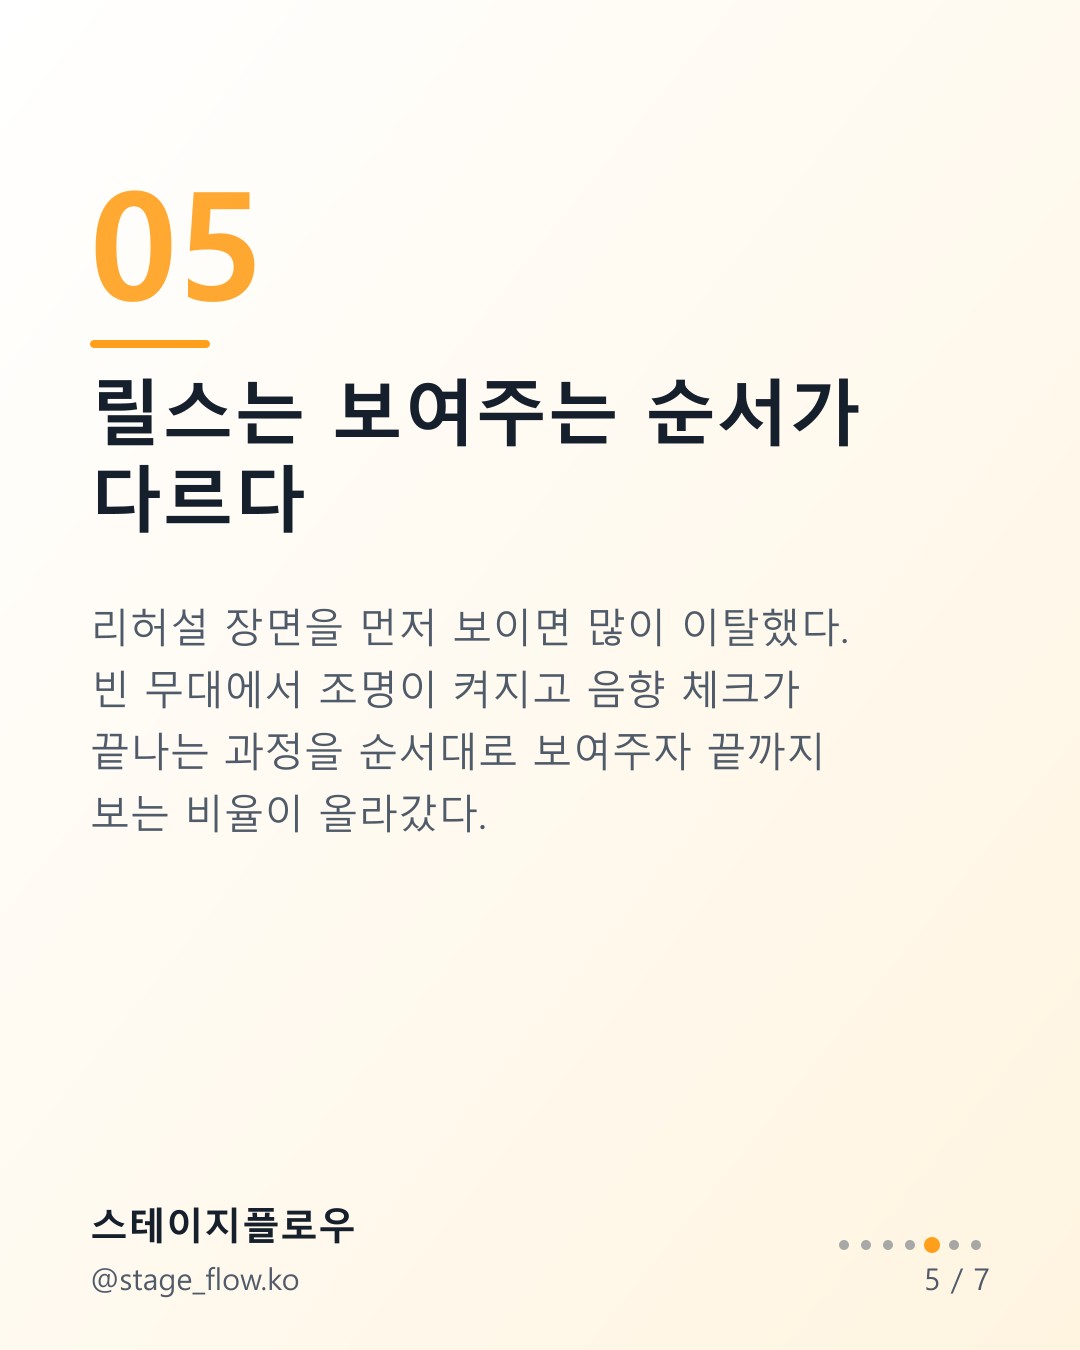 05
릴스는 보여주는 순서가
다르다
리허설 장면을 먼저 보이면 많이 이탈했다.
빈 무대에서 조명이 켜지고 음향 체크가
끝나는 과정을 순서대로 보여주자 끝까지
보는 비율이 올라갔다.
스테이지플로우
@stage_flow.ko
5 / 7